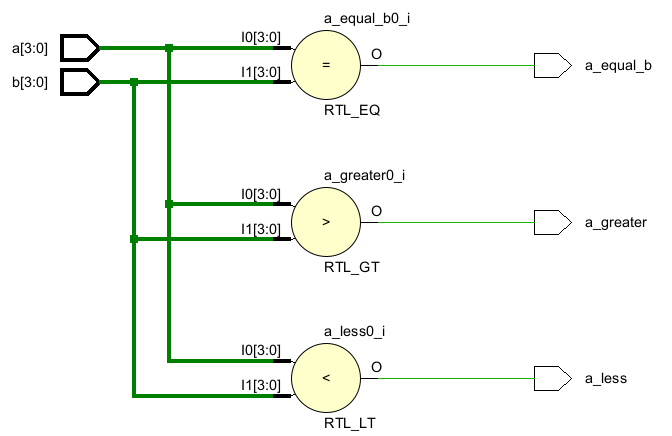 a_equal_b0_i
a[3:0]
I0[3:0]
O
=
a_equal_b
b[3:0]
I1[3:0]
RTL_EQ
a_greater0_i
I0[3:0]
O
>
a_greater
I1[3:0]
RTL_GT
a_less0_i
I0[3:0]
O
<
a_less
I1[3:0]
RTL_LT